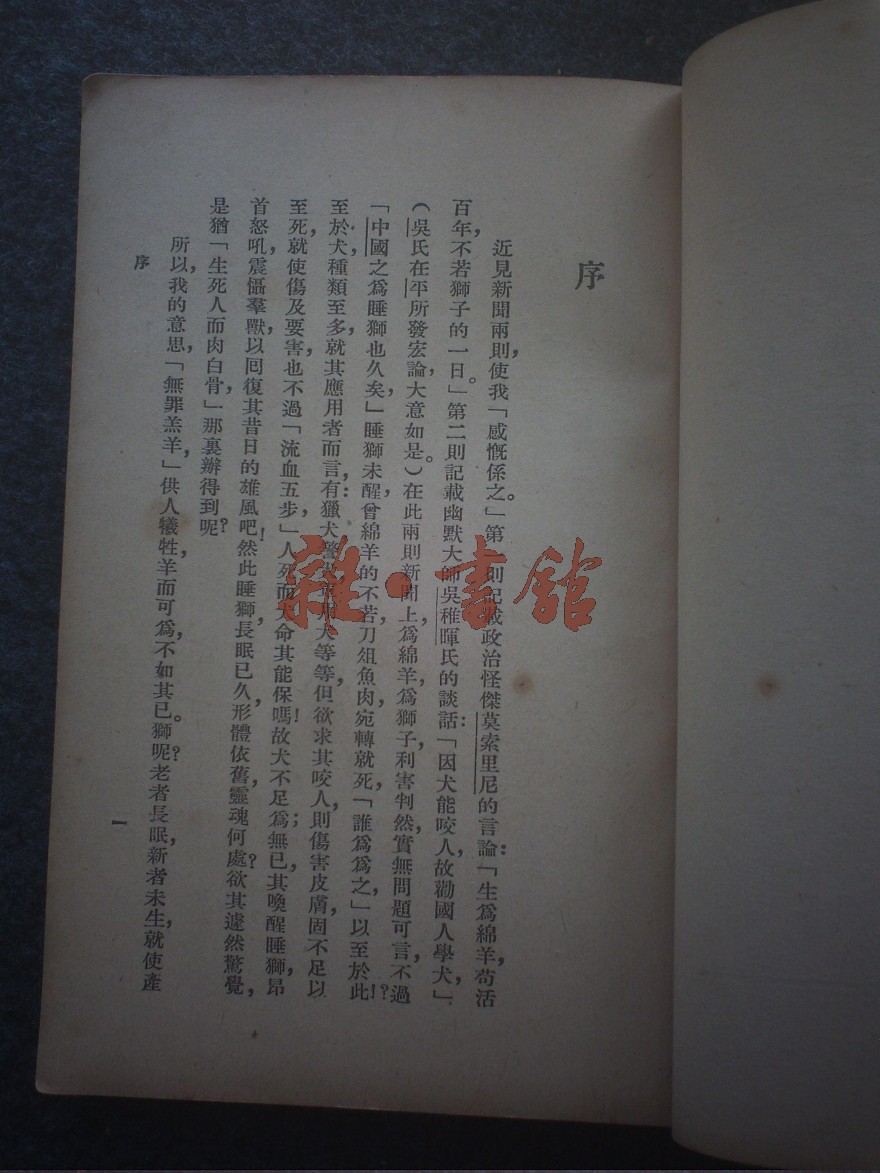 序
近見新聞兩則，使我「感慨係之。」第一則記載政治怪傑莫索里尼的言論：「生爲綿羊，苟活
百年，不若獅子的一日。」第二則記載幽默大師吳稚暉氏的談話：「因犬能咬人，故勸國人學犬，」
（吳氏在平所發宏論，大意如是。）在此兩則新聞上，爲綿羊，爲獅子，利害判然，實無問題可言，不過
「中國之爲睡獅也久矣，」睡獅未醒，曾綿羊的不若，刀俎魚肉，宛轉就死，「誰爲爲之，」以至於此！？
至於犬，種類至多，就其應用者而言，有：獵犬警犬等等，但欲求其咬人，則傷害皮膚，固不足以
至死，就使傷及要害，也不過「流血五步，」人死而犬命其能保嗎！故犬不足爲；無已，其喚醒睡獅，昂
首怒吼，震懾羣獸，以囘復其昔日的雄風吧！然此睡獅，長眠已久，形體依舊，靈魂何處？欲其遽然驚覺，
是猶「生死人而肉白骨，」那裏辦得到呢？
所以，我的意思，「無罪羔羊，」供人犧牲，羊而可爲，不如其已。獅呢？老者長眠，新者未生，就使產
序
一
雜·書館